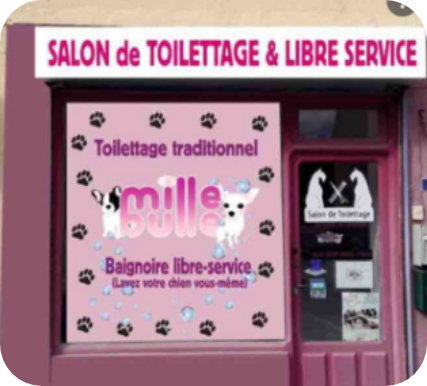 SALON de TOILETTAGE & LIBRE SERVICE
Toilettage traditionnel
mille
bulle
Baignoire libre-service
(Lavez votre chien vous-même)
Salon de Toilettage